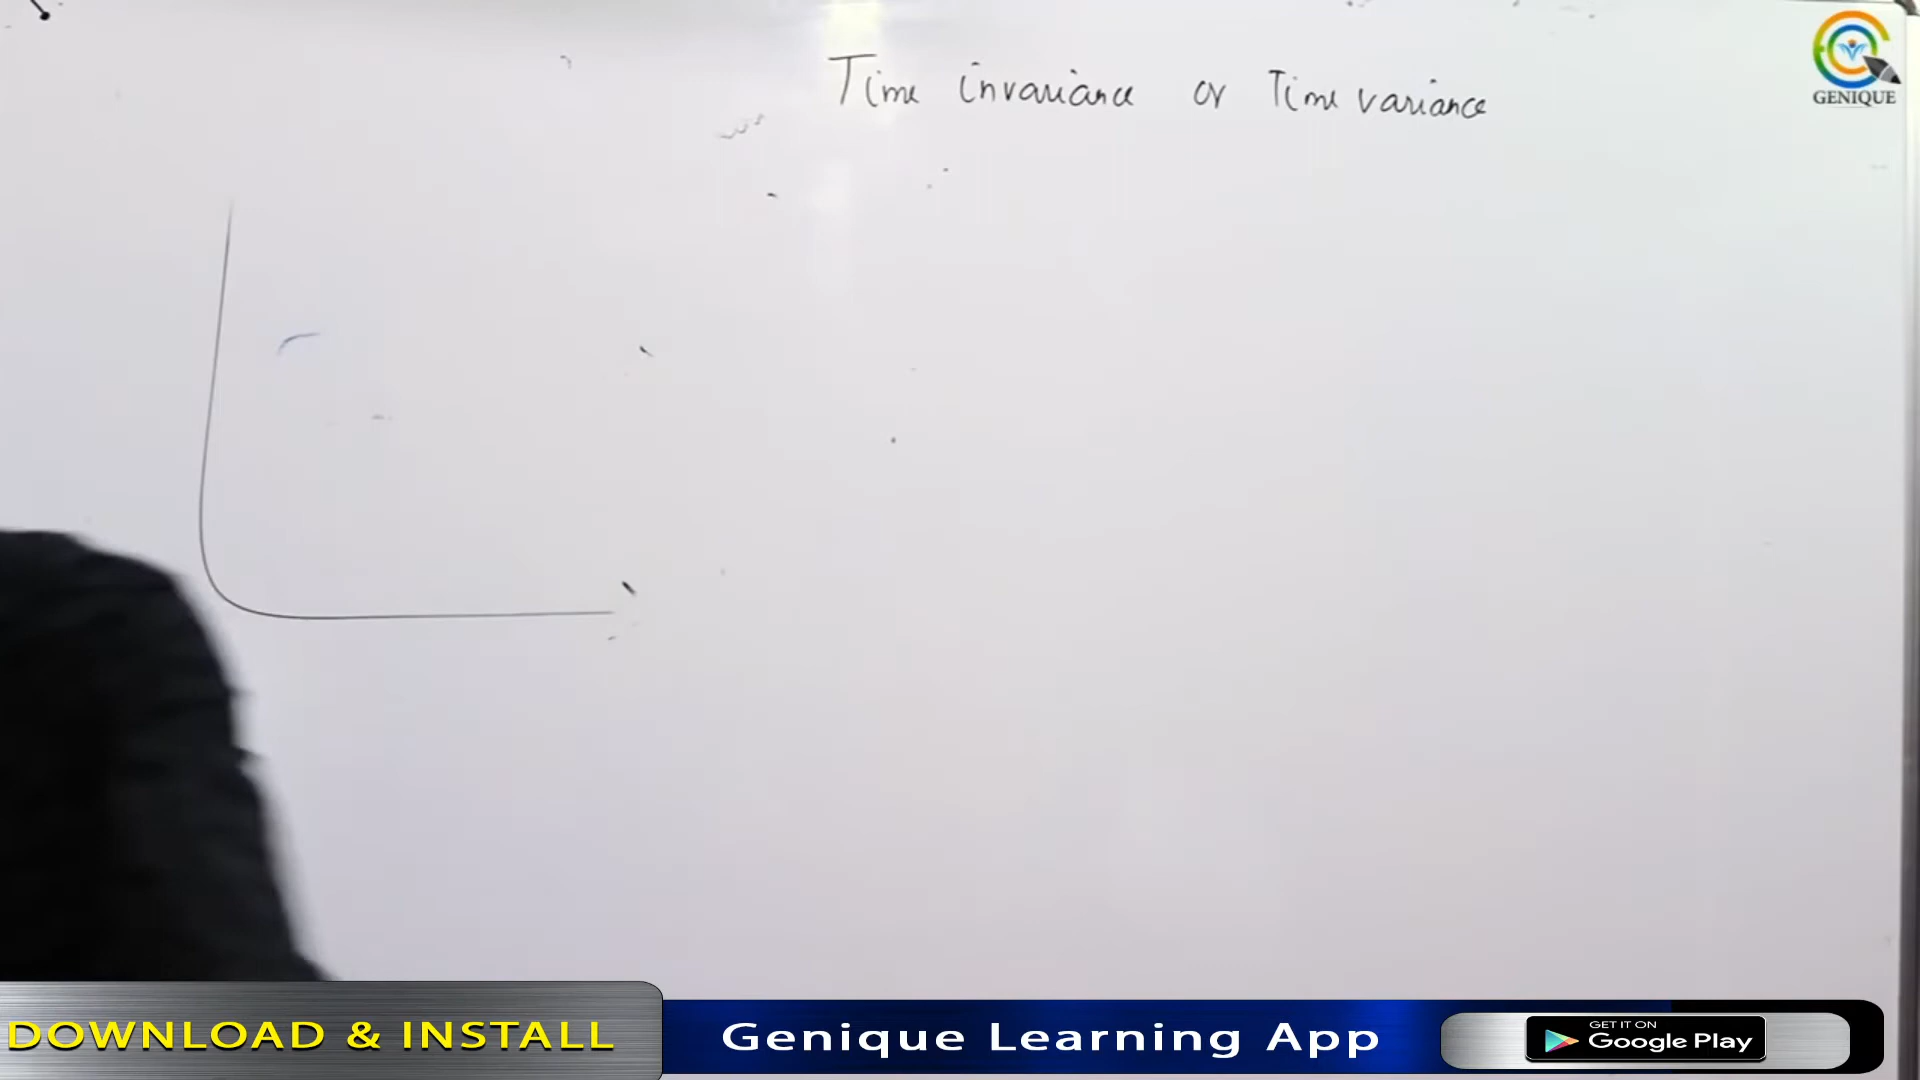 Time invariance or Time variance
GENIQUE
DOWNLOAD & INSTALL
Genique Learning App
GET IT ON
Google Play